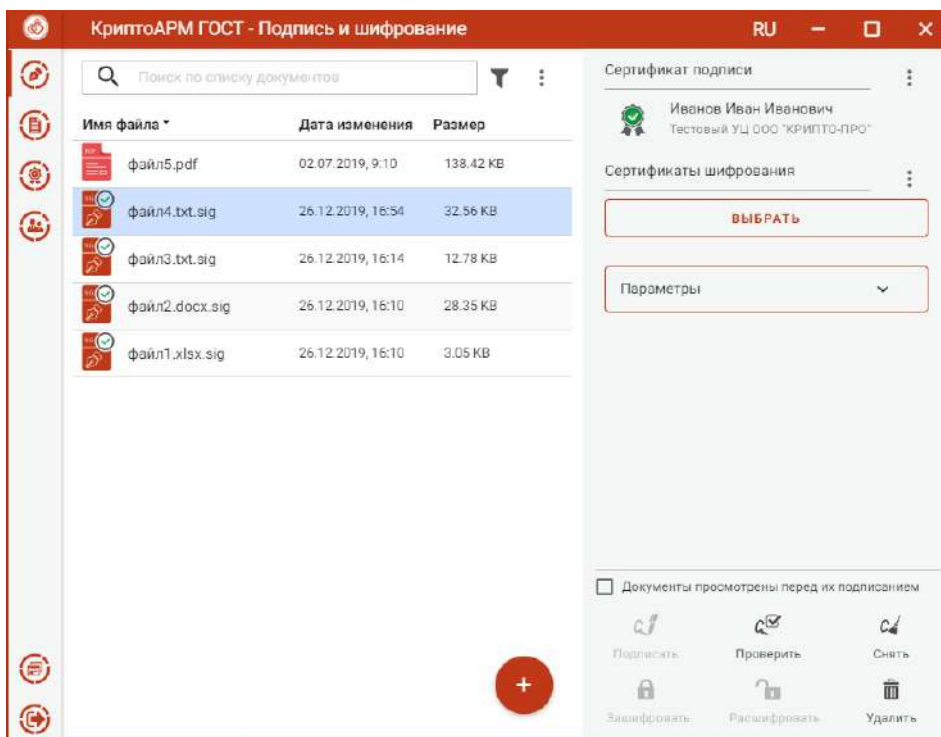 КриптоАРМ ГОСТ - Подпись и шифрование RU
Поиск по списку документов
Имя файла Дата изменения Размер
файл5.pdf 02.07.2019, 9:10 138.42 KB
файл4.txt.sig 26.12.2019, 16:54 32.56 KB
файл3.txt.sig 26.12.2019, 16:14 12.78 KB
файл2.docx.sig 26.12.2019, 16:10 28.35 KB
файл1.xlsx.sig 26.12.2019, 16:10 3.05 KB
Сертификат подписи
Иванов Иван Иванович
Тестовый УЦ ООО "КРИПТО-ПРО"
Сертификаты шифрования
ВЫБРАТЬ
Параметры
Документы просмотрены перед их подписанием
Подписать Проверить Снять
Зашифровать Расшифровать Удалить